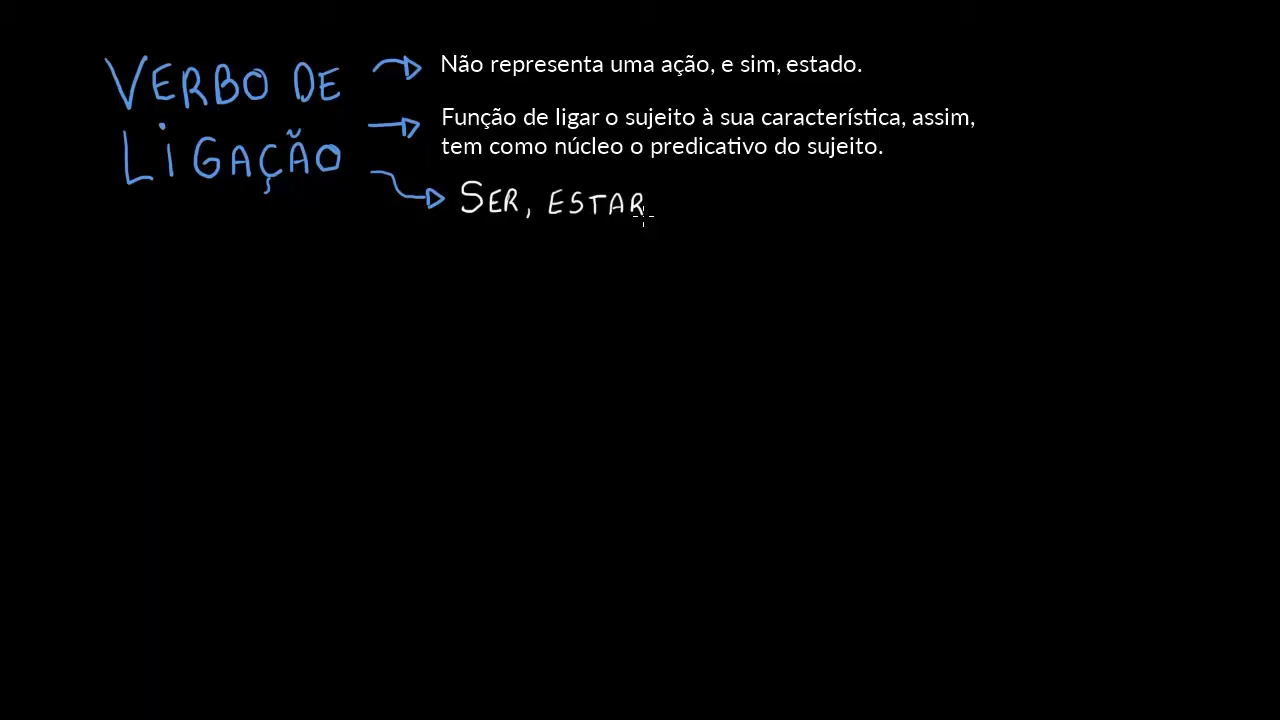 VERBO DE
LIGAÇÃO
Não representa uma ação, e sim, estado.
Função de ligar o sujeito à sua característica, assim,
tem como núcleo o predicativo do sujeito.
SER, ESTAR